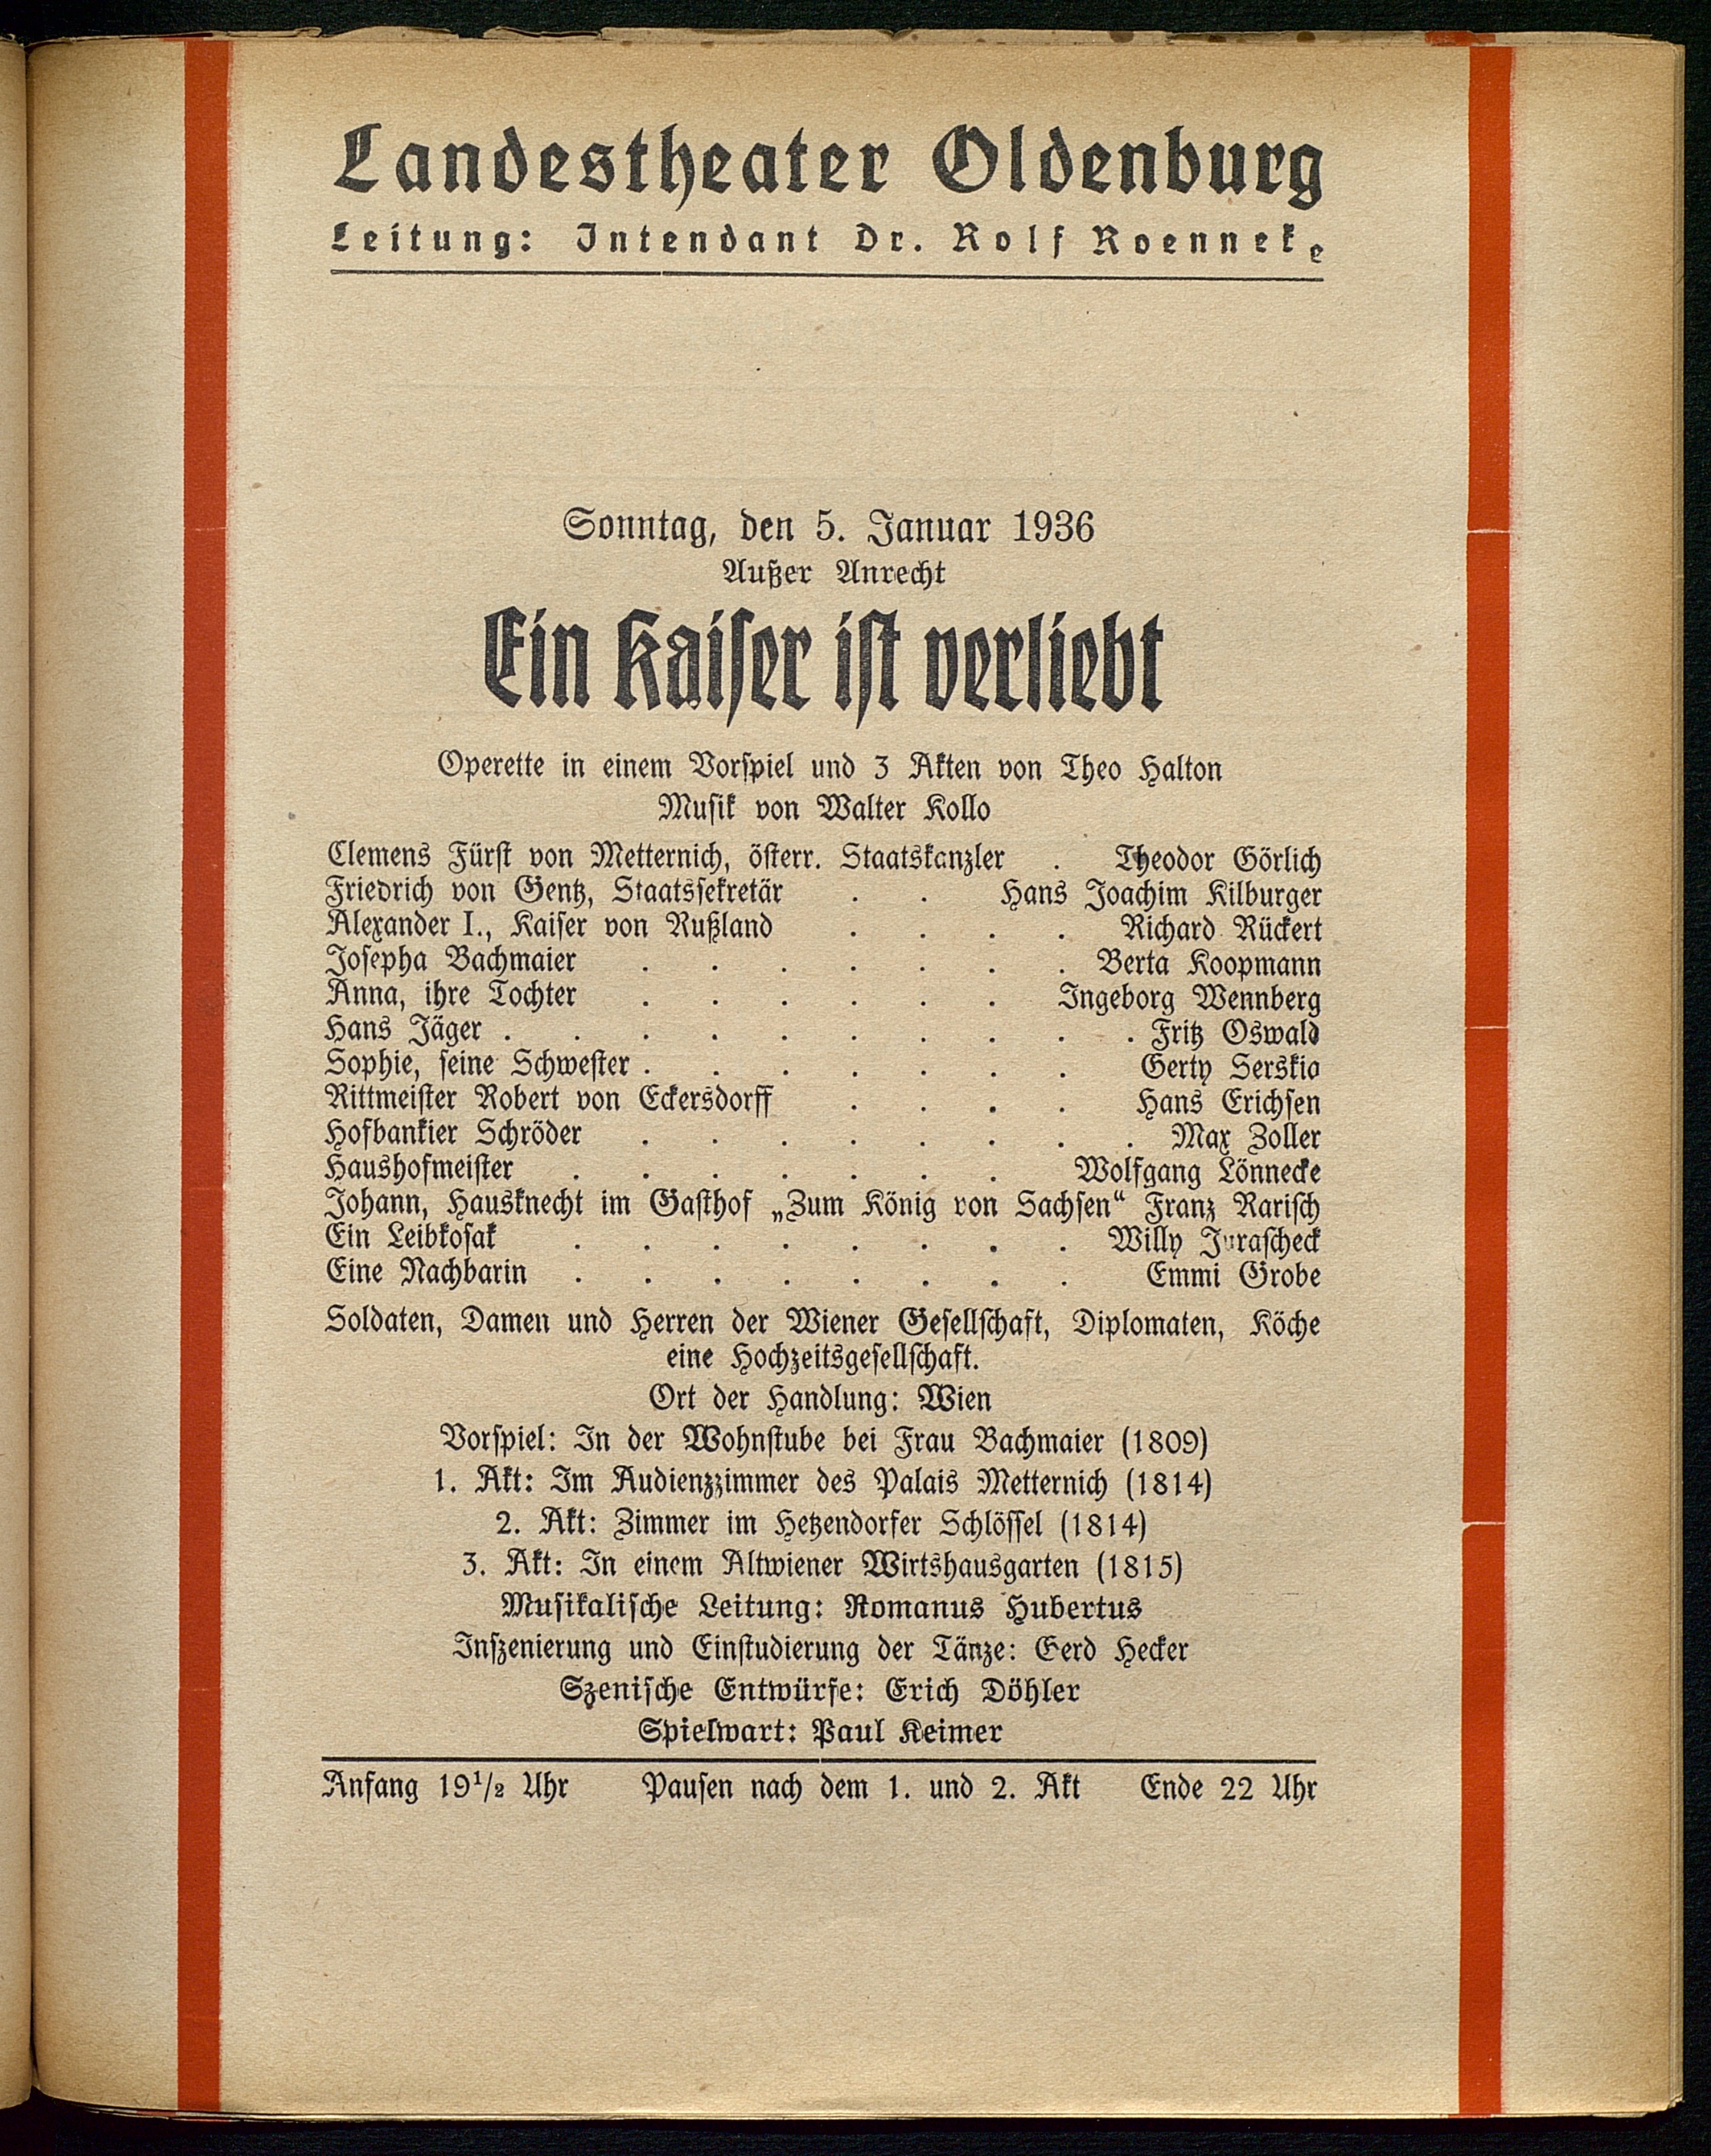 Landestheater Oldenburg
Leitung: Intendant Dr. Rolf Roenneke
Sonntag, den 5. Januar 1936
Außer Anrecht
Ein Kaiser ist verliebt
Operette in einem Vorspiel und 3 Akten von Theo Halton
Musik von Walter Kollo
Clemens Fürst von Metternich, österr. Staatskanzler . Theodor Görlich
Friedrich von Gentz, Staatssekretär . . Hans Joachim Kilburger
Alexander I., Kaiser von Rußland . . . . Richard Rückert
Josepha Bachmaier . . . . . . . Berta Koopmann
Anna, ihre Tochter . . . . . . Ingeborg Wennberg
Hans Jäger . . . . . . . . . . Fritz Oswald
Sophie, seine Schwester . . . . . . . Gerty Serskia
Rittmeister Robert von Eckersdorff . . . . Hans Erichsen
Hofbankier Schröder . . . . . . . . Max Zoller
Haushofmeister . . . . . . . Wolfgang Lönnecke
Johann, Hausknecht im Gasthof „Zum König von Sachsen“ Franz Rarisch
Ein Leibkosak . . . . . . . . Willy Jurascheck
Eine Nachbarin . . . . . . . . Emmi Grobe
Soldaten, Damen und Herren der Wiener Gesellschaft, Diplomaten, Köche
eine Hochzeitsgesellschaft.
Ort der Handlung: Wien
Vorspiel: In der Wohnstube bei Frau Bachmaier (1809)
1. Akt: Im Audienzzimmer des Palais Metternich (1814)
2. Akt: Zimmer im Hetzendorfer Schlössel (1814)
3. Akt: In einem Altwiener Wirtshausgarten (1815)
Musikalische Leitung: Romanus Hubertus
Inszenierung und Einstudierung der Tänze: Gerd Hecker
Szenische Entwürfe: Erich Döhler
Spielwart: Paul Keimer
Anfang 19½ Uhr Pausen nach dem 1. und 2. Akt Ende 22 Uhr